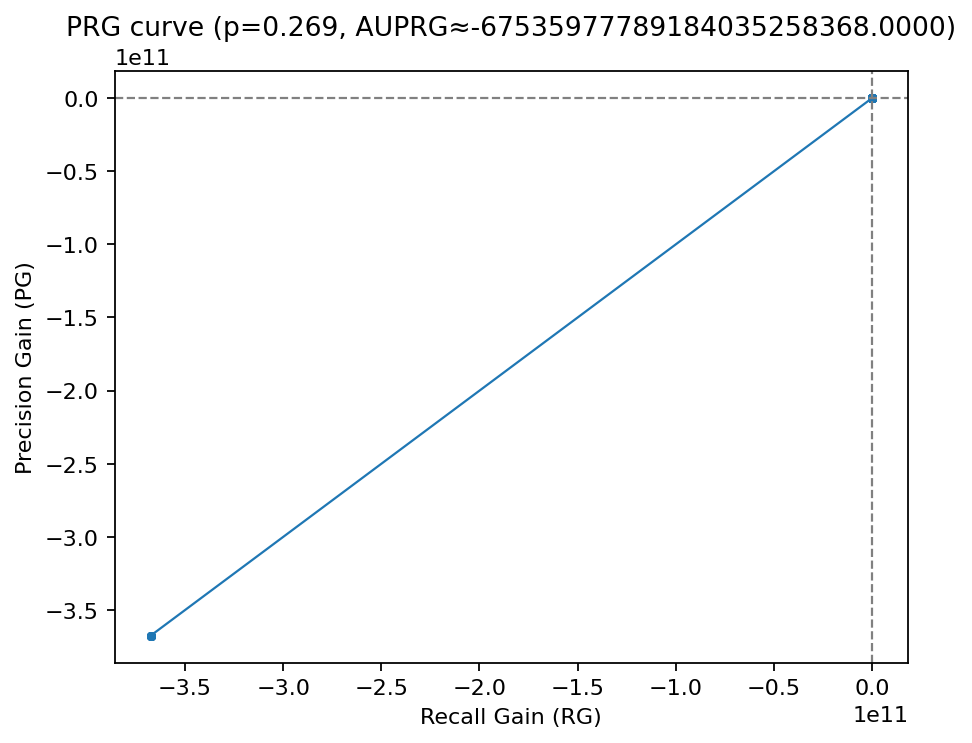 PRG curve (p=0.269, AUPRG≈-67535977789184035258368.0000)
1e11
0.0
−0.5
−1.0
−1.5
−2.0
−2.5
−3.0
−3.5
Precision Gain (PG)
−3.5 −3.0 −2.5 −2.0 −1.5 −1.0 −0.5 0.0
1e11
Recall Gain (RG)